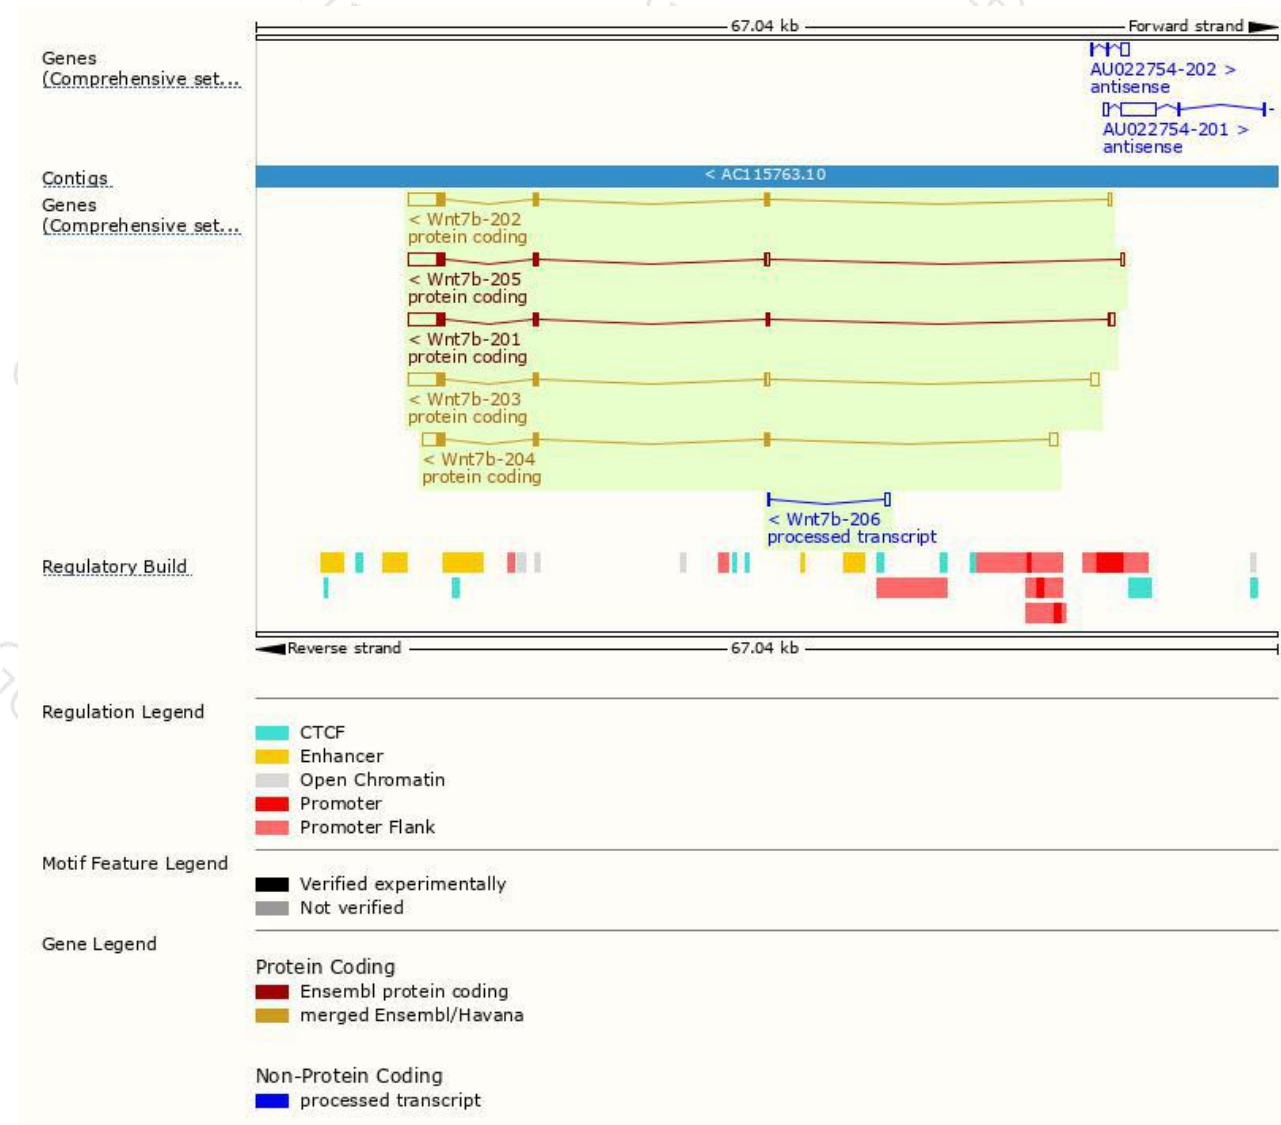 67.04 kb Forward strand
Genes
(Comprehensive set...
AU022754-202 >
antisense
AU022754-201 >
antisense
Contigs
< AC115763.10
Genes
(Comprehensive set...
< Wnt7b-202
protein coding
< Wnt7b-205
protein coding
< Wnt7b-201
protein coding
< Wnt7b-203
protein coding
< Wnt7b-204
protein coding
< Wnt7b-206
processed transcript
Regulatory Build
Reverse strand 67.04 kb
Regulation Legend
CTCF
Enhancer
Open Chromatin
Promoter
Promoter Flank
Motif Feature Legend
Verified experimentally
Not verified
Gene Legend
Protein Coding
Ensembl protein coding
merged Ensembl/Havana
Non-Protein Coding
processed transcript